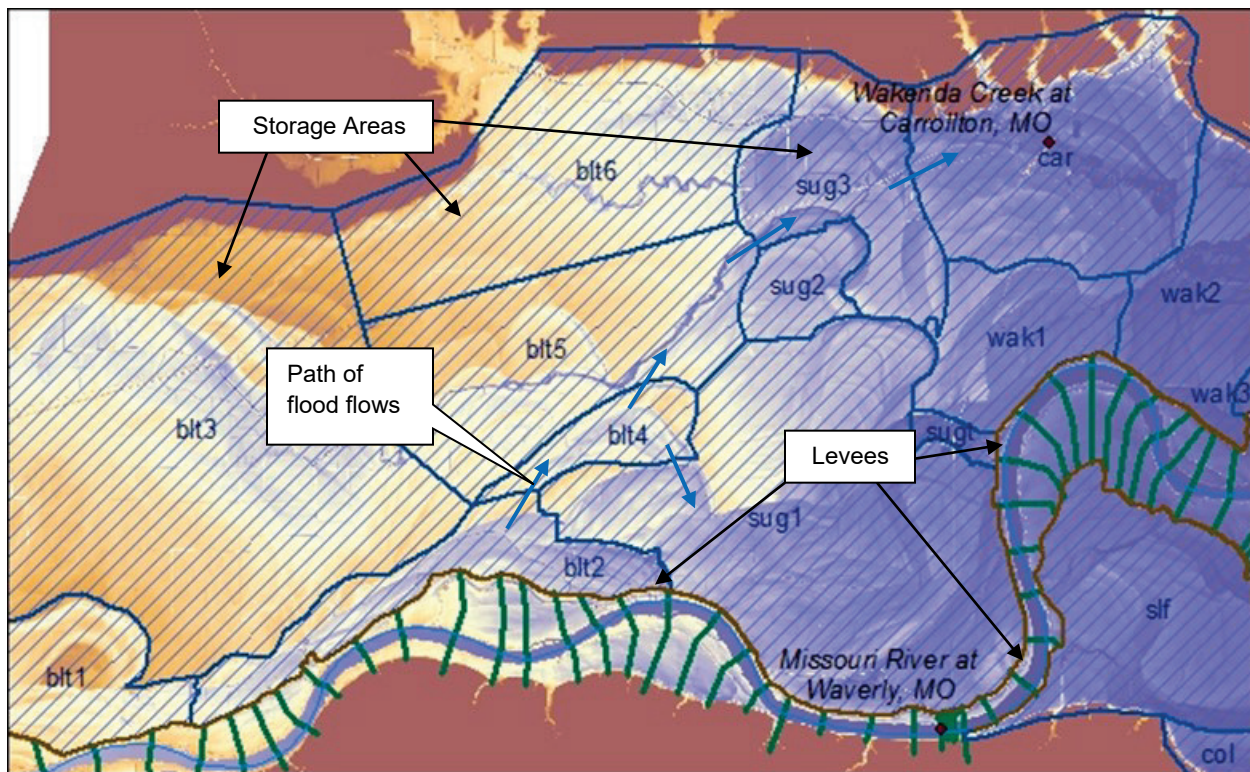 Storage Areas
Wakenda Creek at
Carrollton, MO
car
blt6
sug3
sug2
wak2
wak1
blt5
Path of
flood flows
wak3
blt3
blt4
sugt
Levees
sug1
blt2
slf
Missouri River at
Waverly, MO
blt1
col